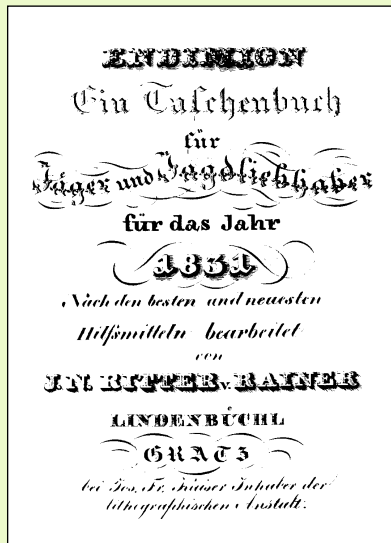 ENDIMION
Ein Taschenbuch
für
Jäger und Jagdliebhaber
für das Jahr
1831
Nach den besten und neuesten
Hilfsmitteln bearbeitet
von
J.N. RITTER v. RAINER
LINDENBÜCHL
GRATZ
bei Jos. Fr. Kaiser Inhaber der
lithographischen Anstalt.